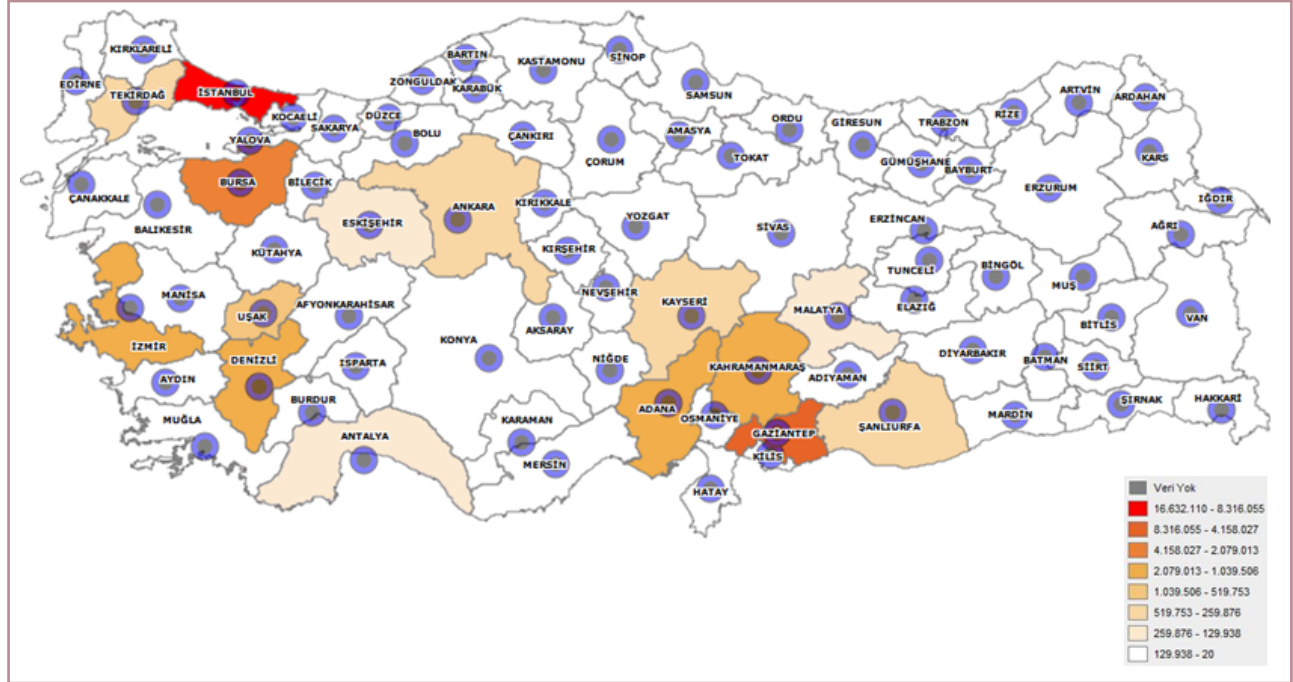 KIRKLARELİ
EDİRNE
TEKİRDAĞ
İSTANBUL
KOCAELİ
YALOVA
SAKARYA
DÜZCE
BOLU
ZONGULDAK
BARTIN
KARABÜK
KASTAMONU
SİNOP
SAMSUN
ÇANKIRI
ÇORUM
AMASYA
TOKAT
ORDU
GİRESUN
TRABZON
RİZE
ARTVİN
ARDAHAN
GÜMÜŞHANE
BAYBURT
KARS
ERZURUM
IĞDIR
AĞRI
ÇANAKKALE
BALIKESİR
BURSA
BİLECİK
ESKİŞEHİR
ANKARA
KIRIKKALE
YOZGAT
SİVAS
ERZİNCAN
TUNCELİ
BİNGÖL
MUŞ
ELAZIĞ
BİTLİS
VAN
KÜTAHYA
KIRŞEHİR
NEVŞEHİR
KAYSERİ
MALATYA
MANİSA
UŞAK
AFYONKARAHİSAR
AKSARAY
KONYA
İZMİR
DENİZLİ
ISPARTA
NİĞDE
KAHRAMANMARAŞ
ADIYAMAN
DİYARBAKIR
BATMAN
SİİRT
ŞIRNAK
HAKKARİ
AYDIN
BURDUR
MUĞLA
ANTALYA
KARAMAN
MERSİN
ADANA
OSMANİYE
GAZİANTEP
KİLİS
HATAY
ŞANLIURFA
MARDİN
Veri Yok
16.632.110 - 8.316.055
8.316.055 - 4.158.027
4.158.027 - 2.079.013
2.079.013 - 1.039.506
1.039.506 - 519.753
519.753 - 259.876
259.876 - 129.938
129.938 - 20